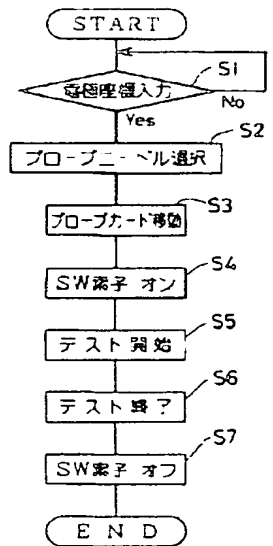 START
S1
電極座標入力
No
Yes
S2
プローブニードル選択
S3
プローブカード移動
S4
SW素子 オン
S5
テスト開始
S6
テスト終了
S7
SW素子 オフ
END